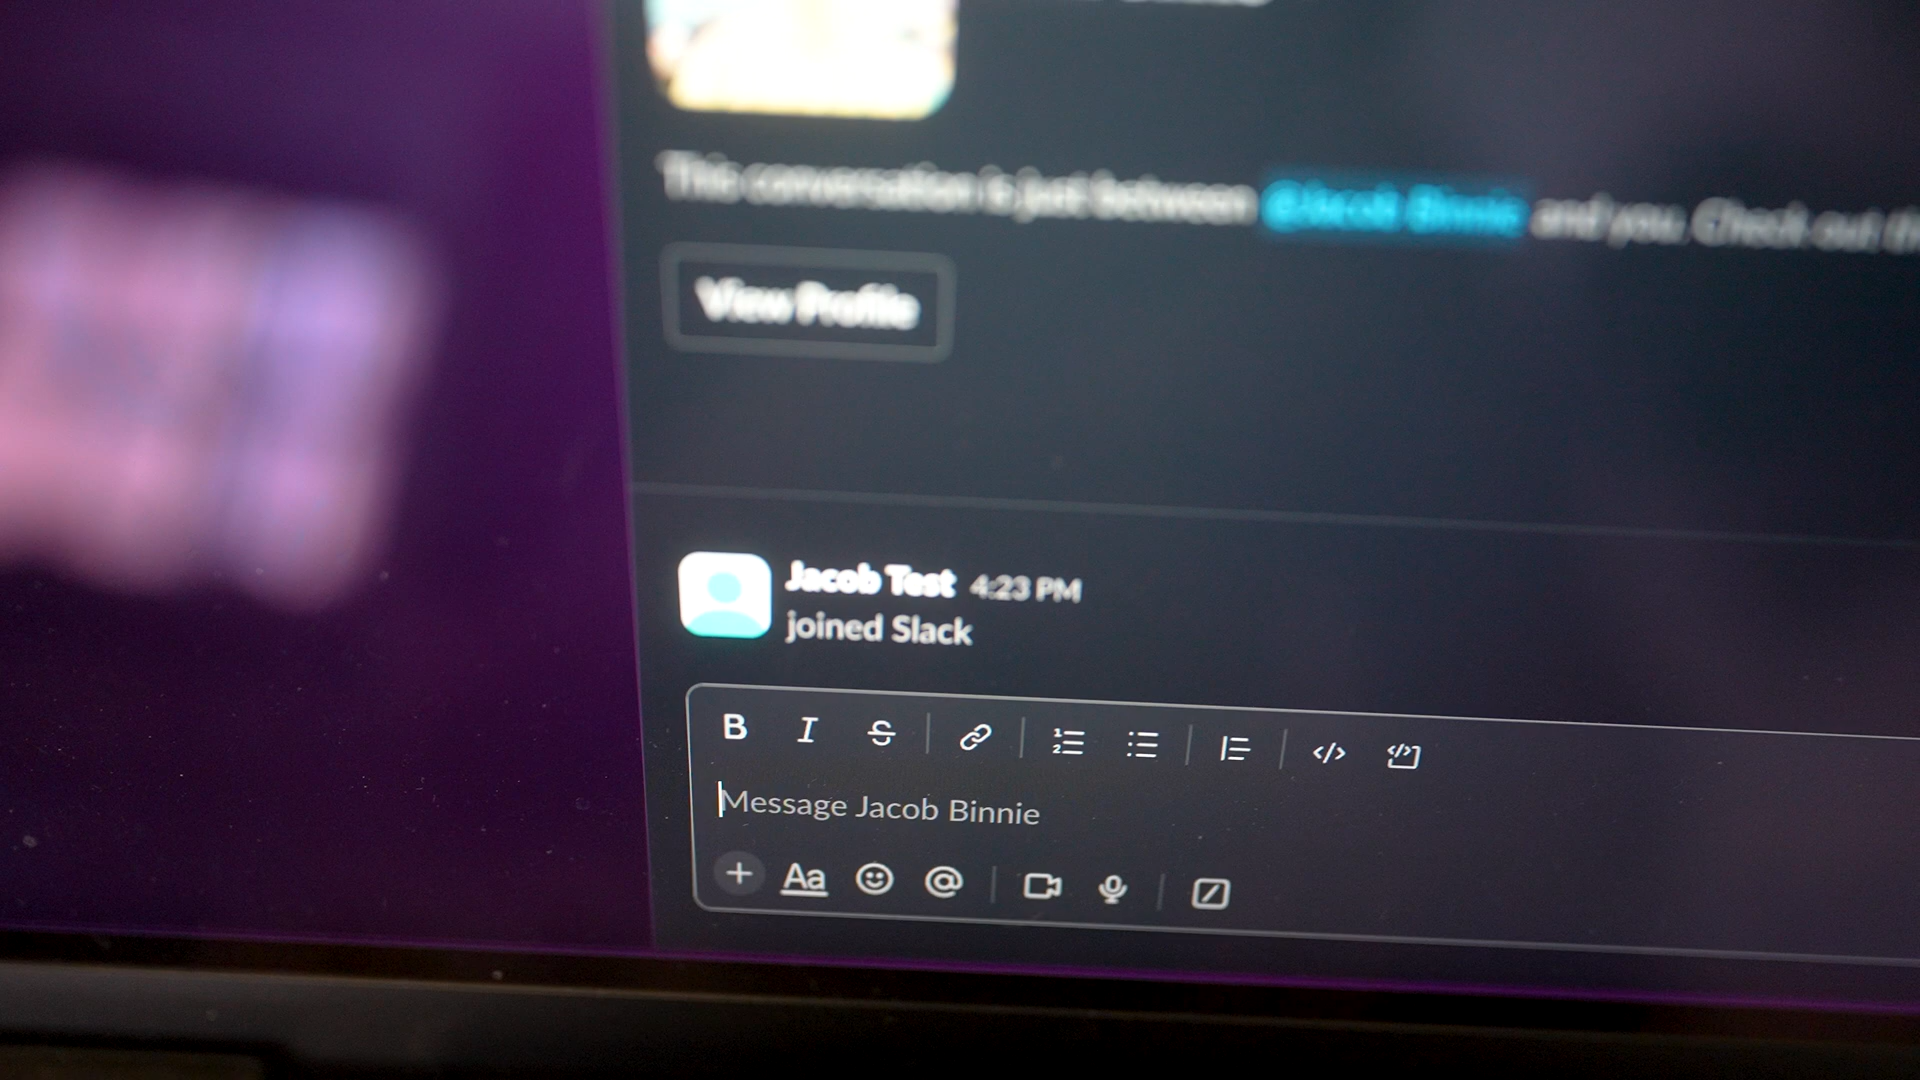 This conversation is just between @Jacob Binnie and you. Check out
View Profile
Jacob Test 4:23 PM
joined Slack
B I S
Message Jacob Binnie
+ Aa @